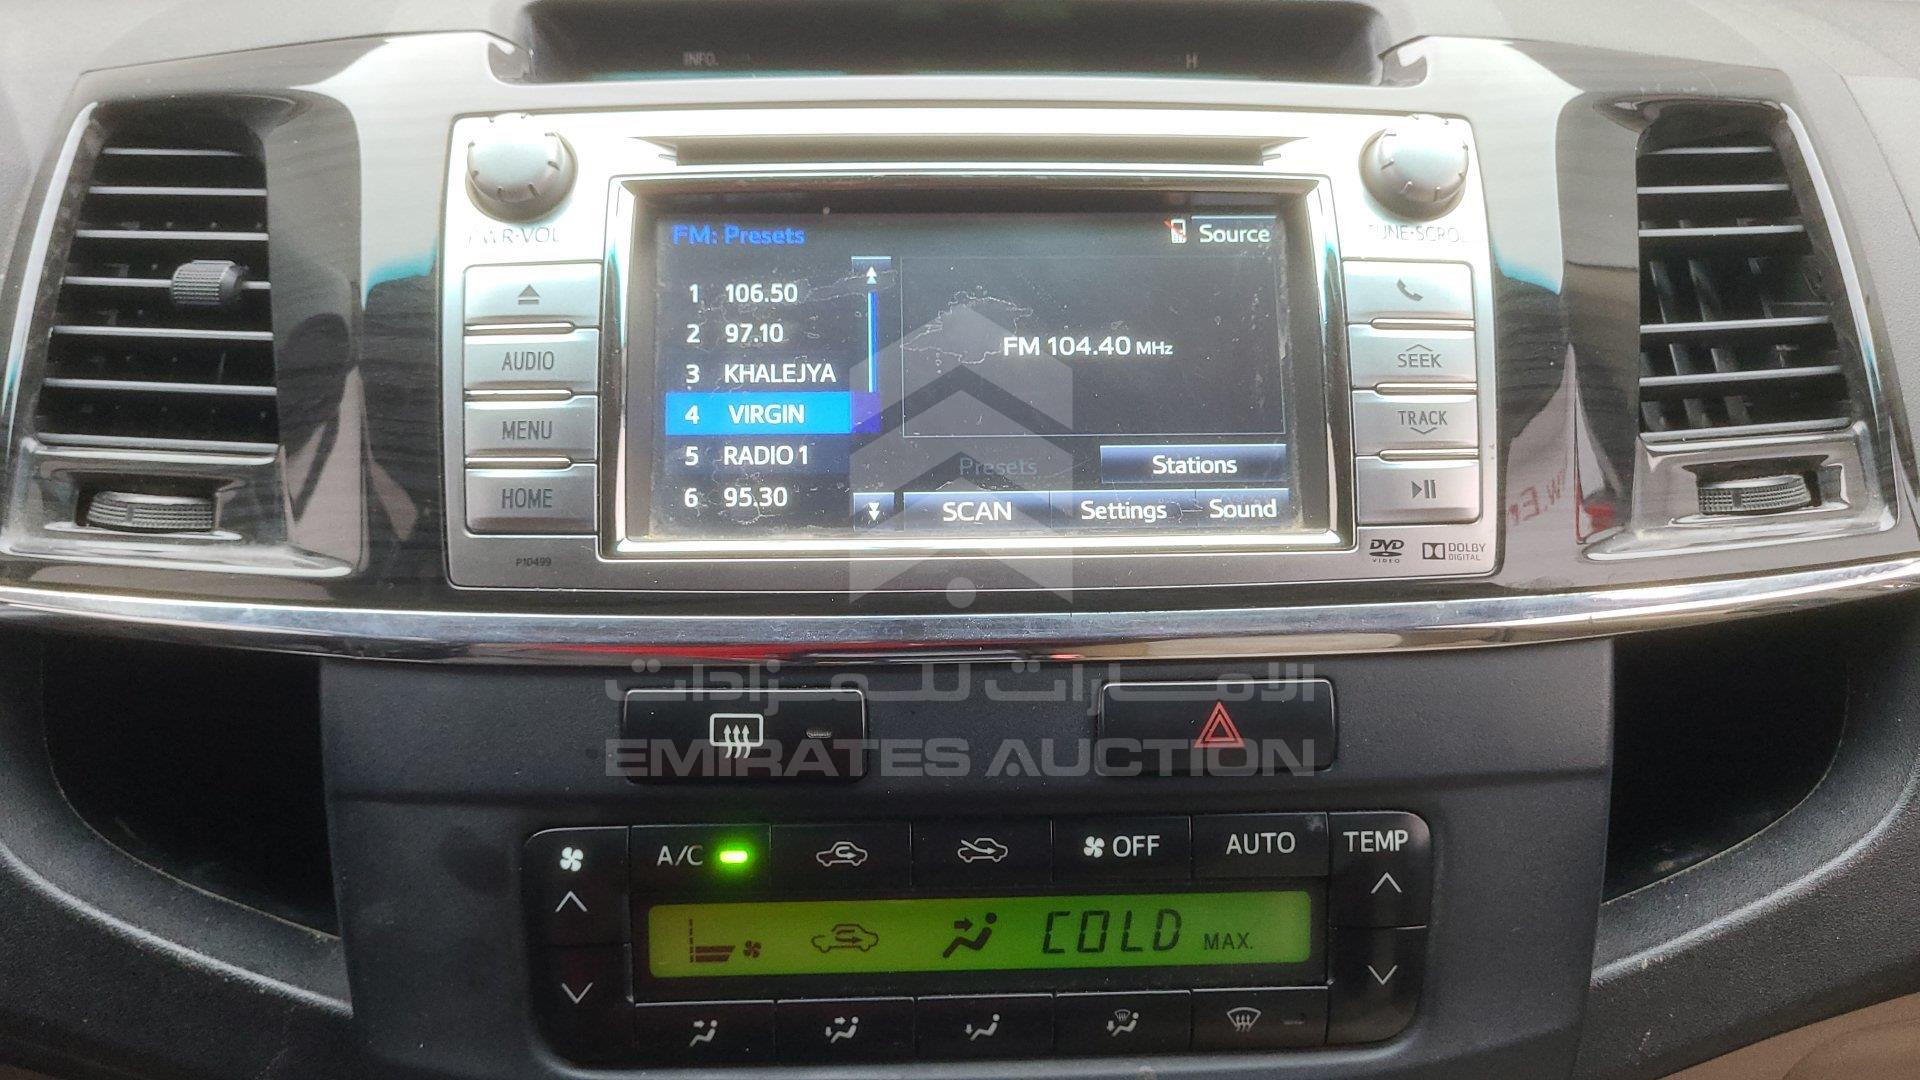 INFO. H
PWR·VOL
TUNE·SCROLL
FM: Presets
Source
1 106.50
2 97.10
3 KHALEJYA
4 VIRGIN
5 RADIO 1
6 95.30
FM 104.40 MHz
Presets
Stations
SCAN
Settings
Sound
AUDIO
MENU
HOME
P10499
SEEK
TRACK
DVD
VIDEO
DOLBY
DIGITAL
الامارات للمزادات
EMIRATES AUCTION
A/C
OFF
AUTO
TEMP
COLD MAX.